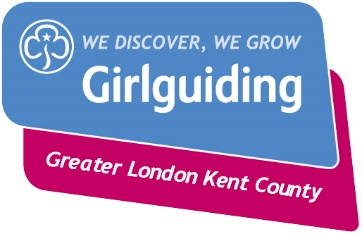 WE DISCOVER, WE GROW
Girlguiding
Greater London Kent County